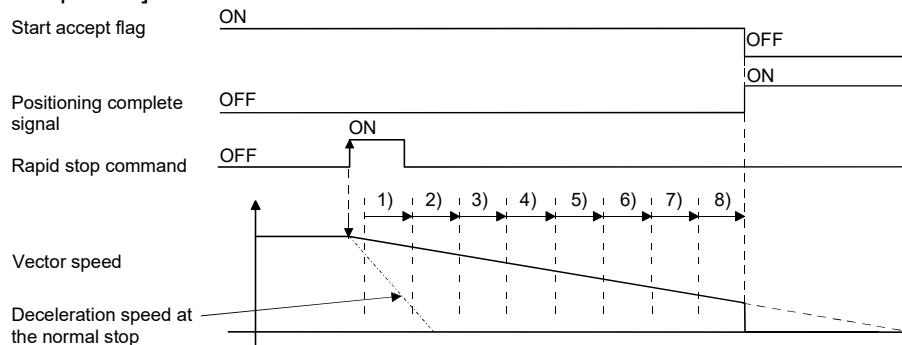 Start accept flag
ON
OFF
ON
Positioning complete
signal
OFF
ON
Rapid stop command
OFF
1) 2) 3) 4) 5) 6) 7) 8)
Vector speed
Deceleration speed at
the normal stop